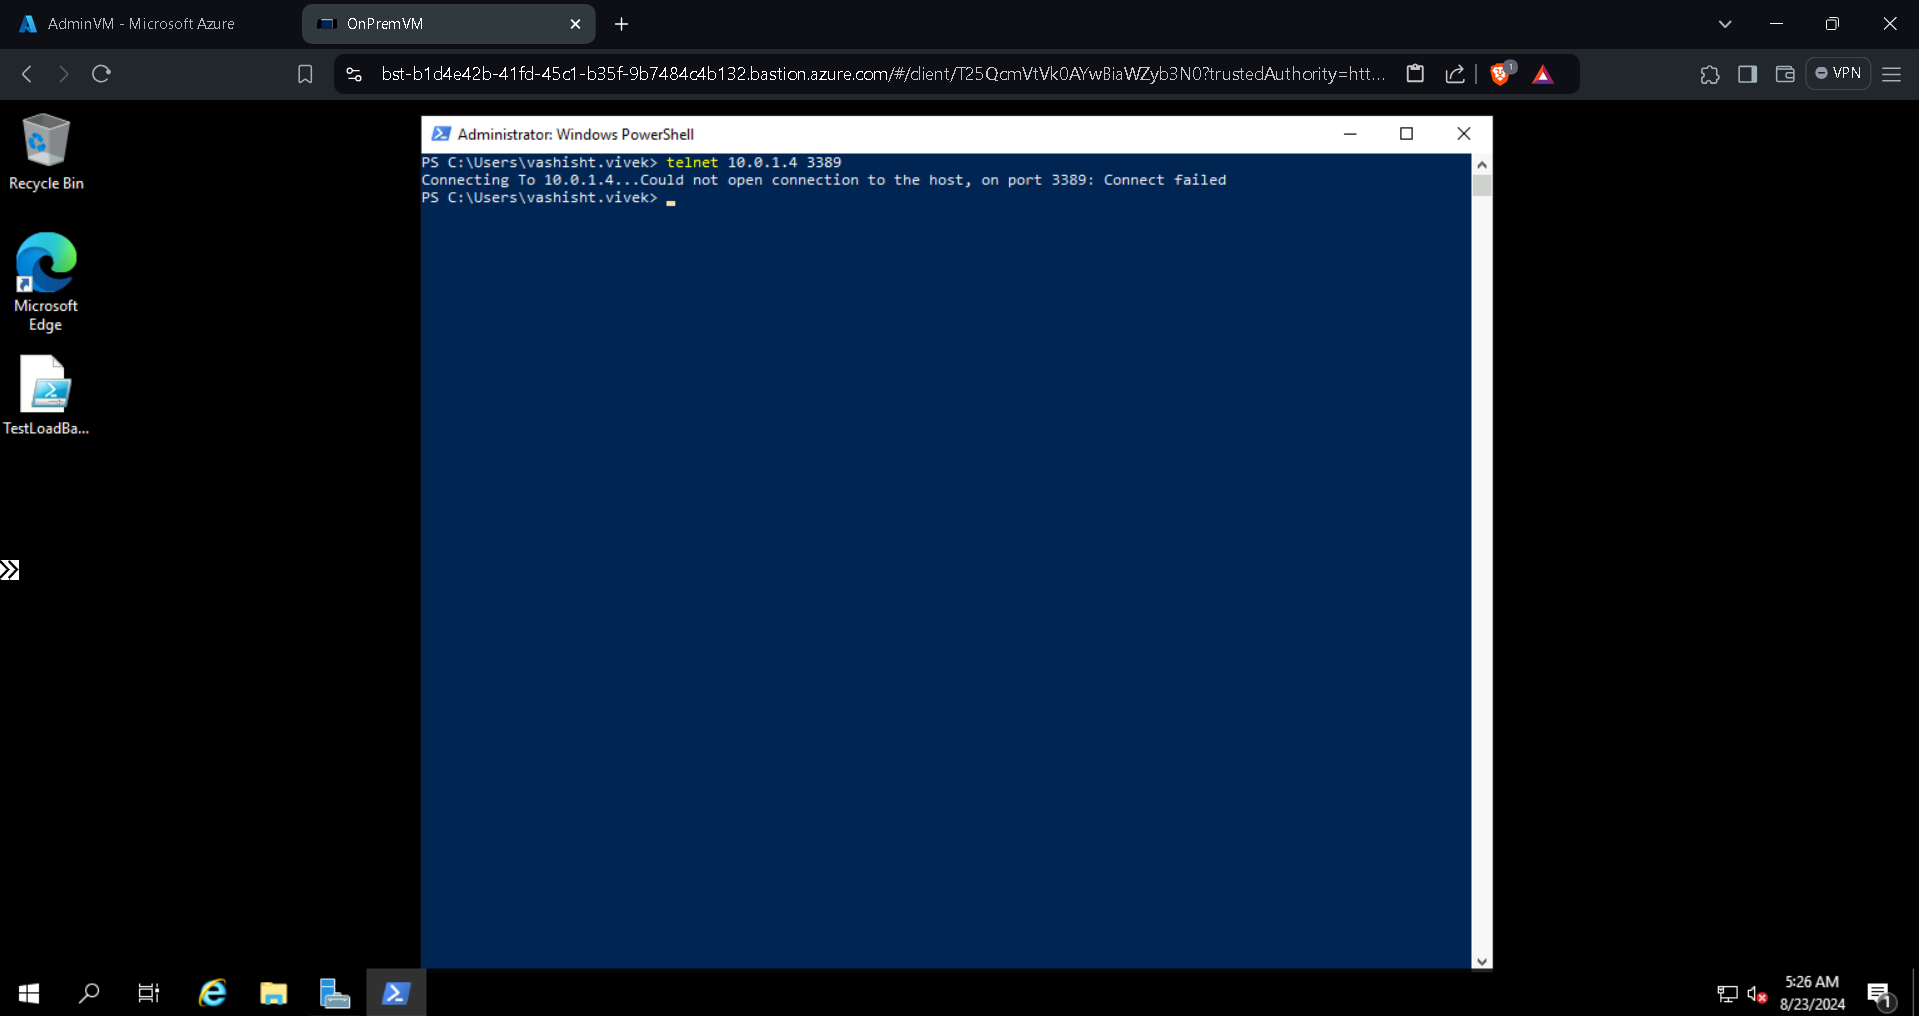 AdminVM - Microsoft Azure
OnPremVM
bst-b1d4e42b-41fd-45c1-b35f-9b7484c4b132.bastion.azure.com/#/client/T25QcmVtVk0AYwBiaWZyb3N0?trustedAuthority=htt...
1
VPN
Recycle Bin
Microsoft
Edge
TestLoadBa...
Administrator: Windows PowerShell
PS C:\Users\vashisht.vivek> telnet 10.0.1.4 3389
Connecting To 10.0.1.4...Could not open connection to the host, on port 3389: Connect failed
PS C:\Users\vashisht.vivek>
5:26 AM
8/23/2024
1